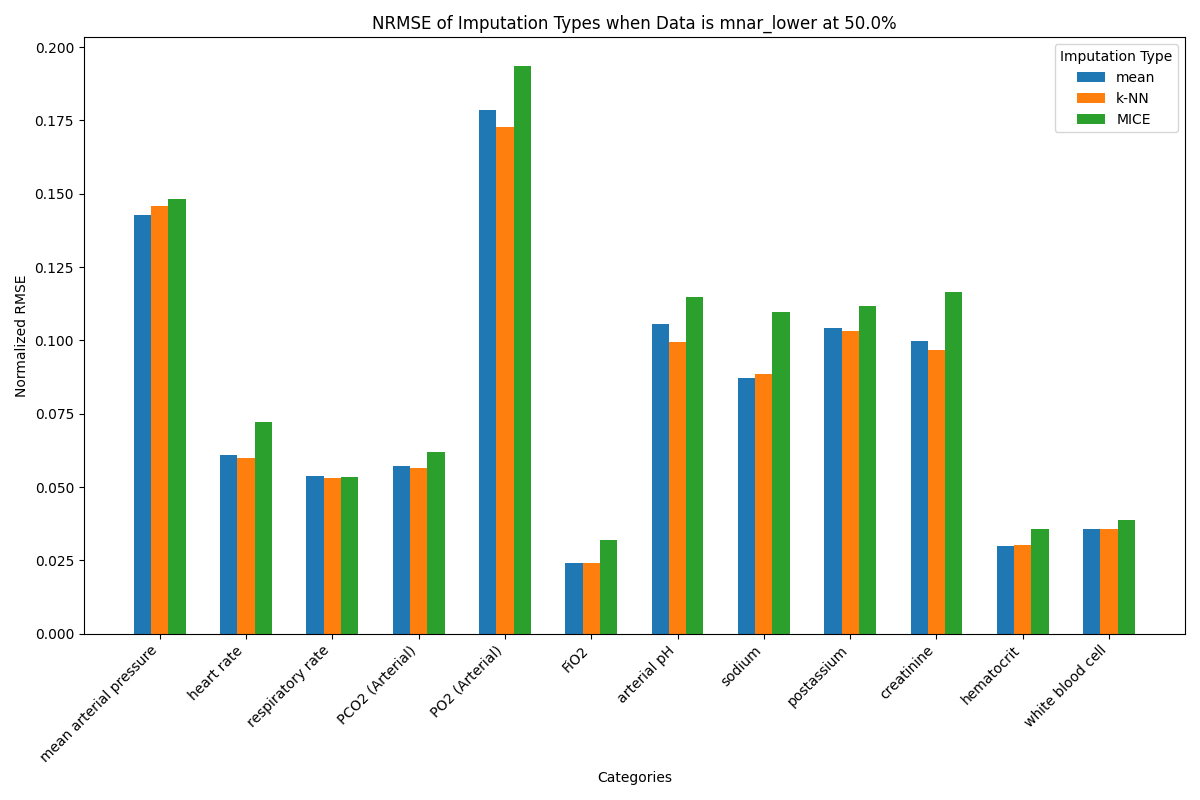 NRMSE of Imputation Types when Data is mnar_lower at 50.0%
Imputation Type
mean
k-NN
MICE
Normalized RMSE
0.200
0.175
0.150
0.125
0.100
0.075
0.050
0.025
0.000
mean arterial pressure
heart rate
respiratory rate
PCO2 (Arterial)
PO2 (Arterial)
FiO2
arterial pH
sodium
postassium
creatinine
hematocrit
white blood cell
Categories